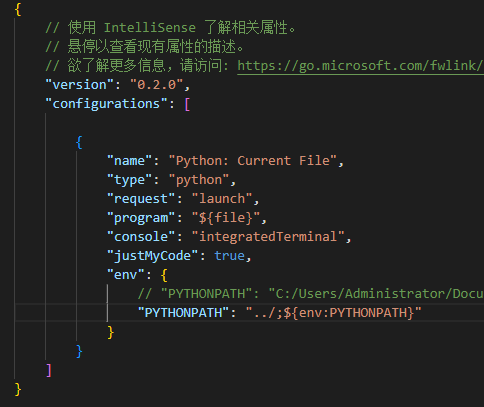 {
// 使用 IntelliSense 了解相关属性。
// 悬停以查看现有属性的描述。
// 欲了解更多信息，请访问: https://go.microsoft.com/fwlink/
"version": "0.2.0",
"configurations": [
{
"name": "Python: Current File",
"type": "python",
"request": "launch",
"program": "${file}",
"console": "integratedTerminal",
"justMyCode": true,
"env": {
// "PYTHONPATH": "C:/Users/Administrator/Docu
"PYTHONPATH": "../;${env:PYTHONPATH}"
}
}
]
}